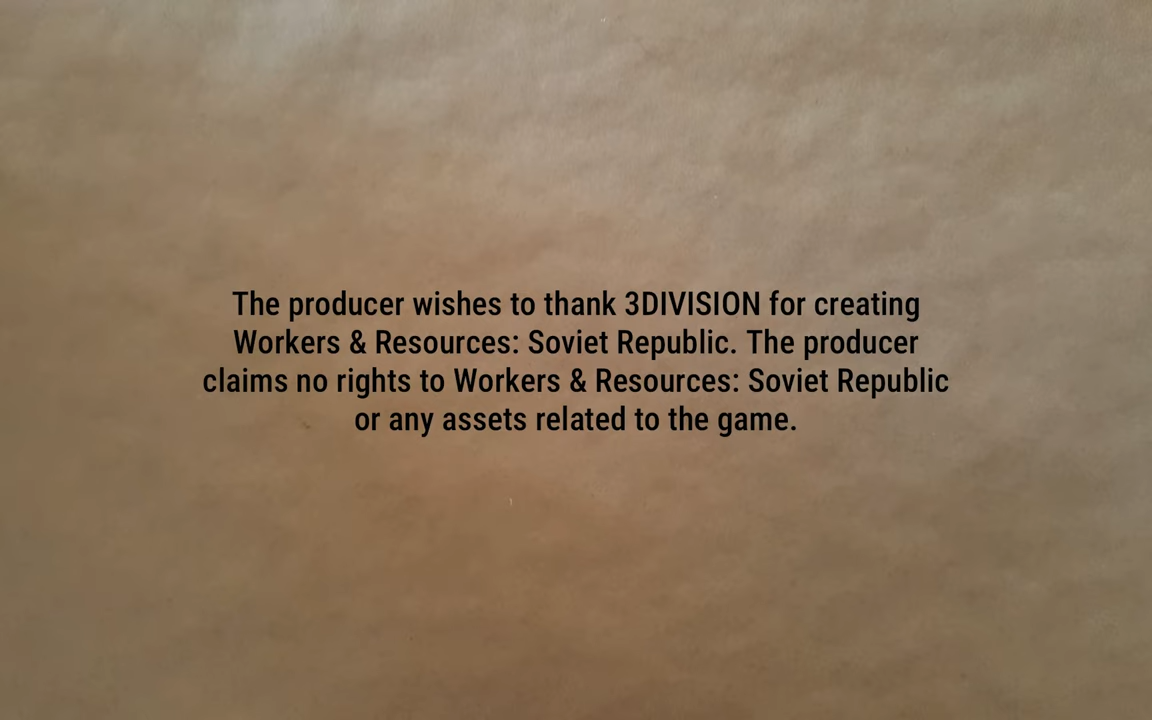 The producer wishes to thank 3DIVISION for creating
Workers & Resources: Soviet Republic. The producer
claims no rights to Workers & Resources: Soviet Republic
or any assets related to the game.